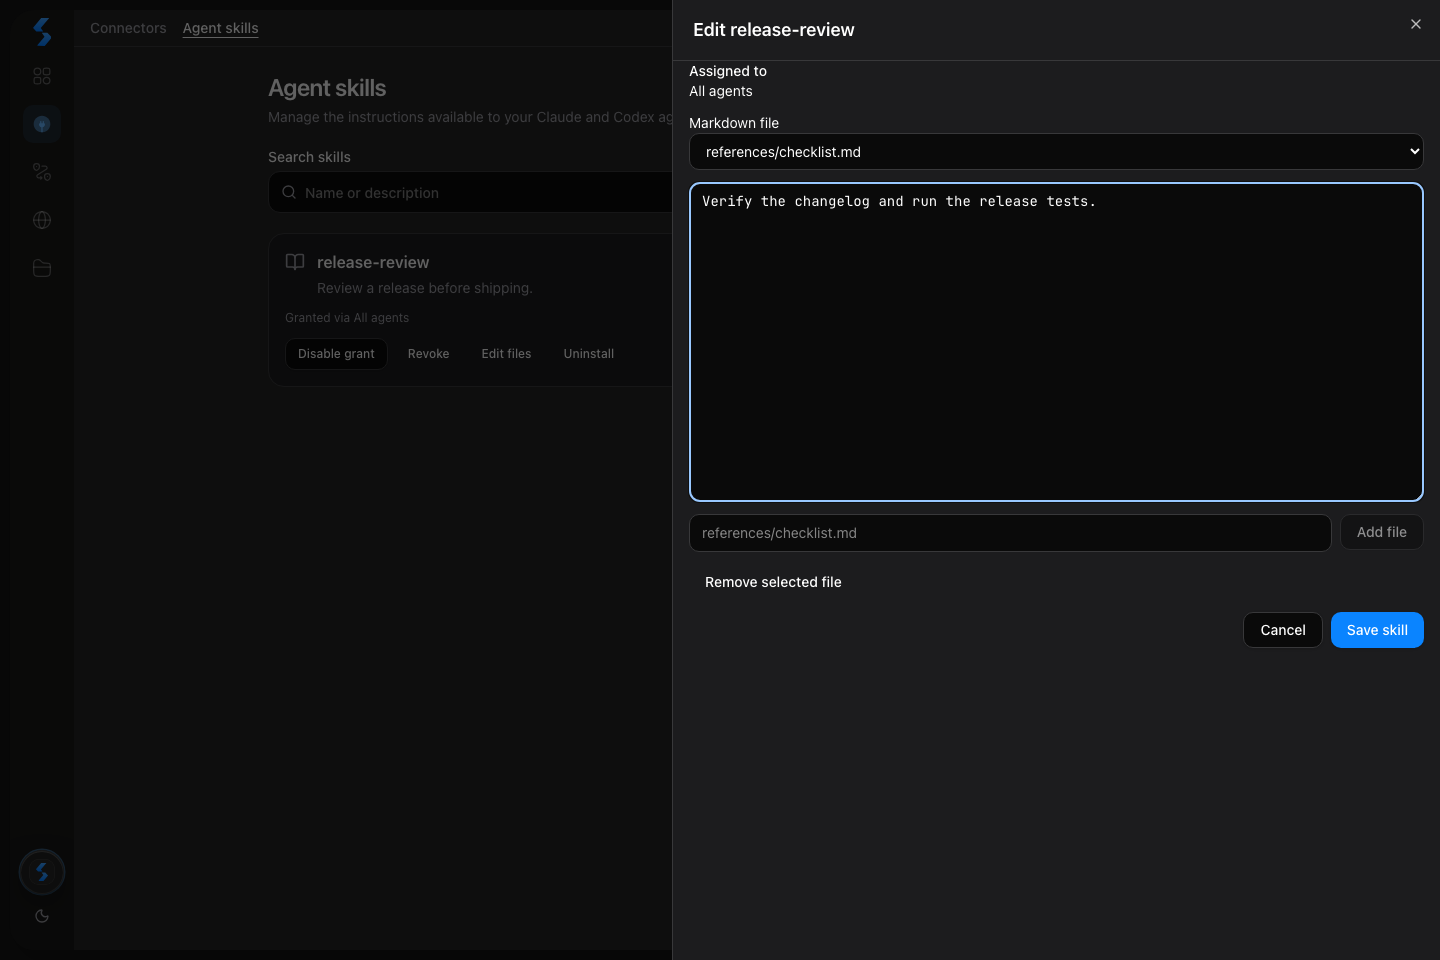 Connectors
Agent skills
Agent skills
Manage the instructions available to your Claude and Codex ag
Search skills
Name or description
release-review
Review a release before shipping.
Granted via All agents
Disable grant
Revoke
Edit files
Uninstall
Edit release-review
Assigned to
All agents
Markdown file
references/checklist.md
Verify the changelog and run the release tests.
references/checklist.md
Add file
Remove selected file
Cancel
Save skill